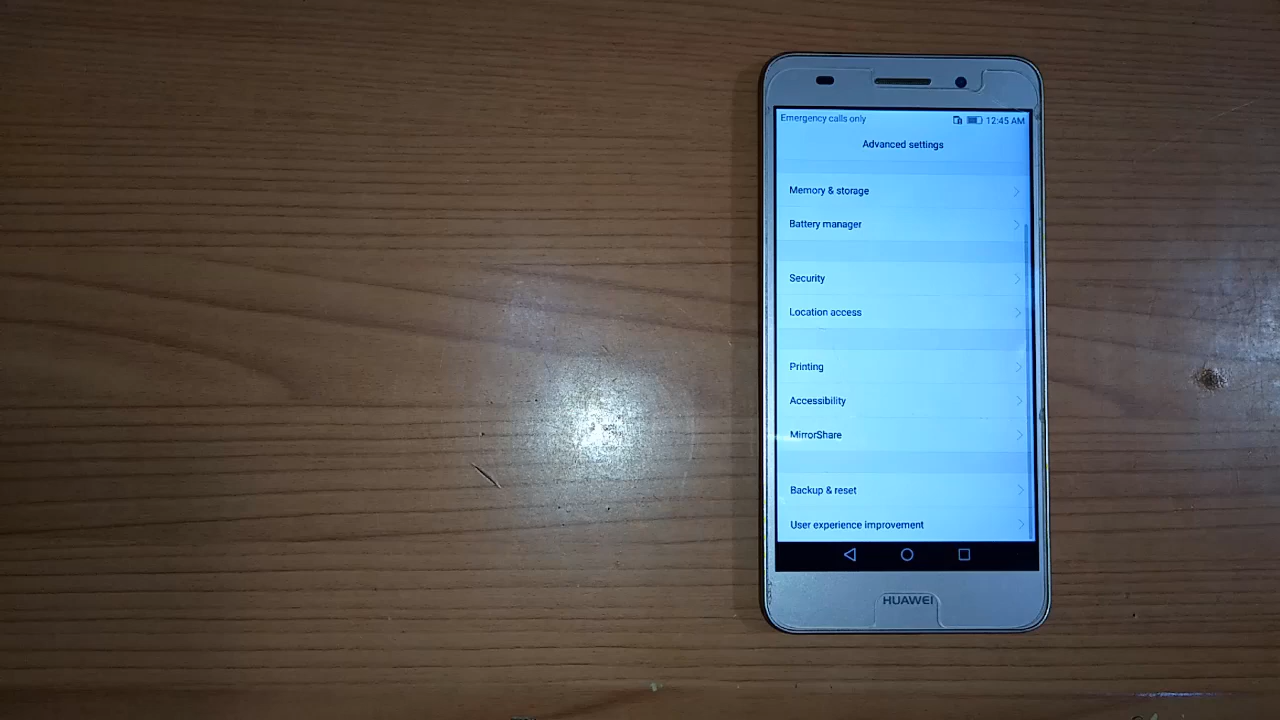 Emergency calls only 12:45 AM
Advanced settings
Memory & storage
Battery manager
Security
Location access
Printing
Accessibility
MirrorShare
Backup & reset
User experience improvement
HUAWEI